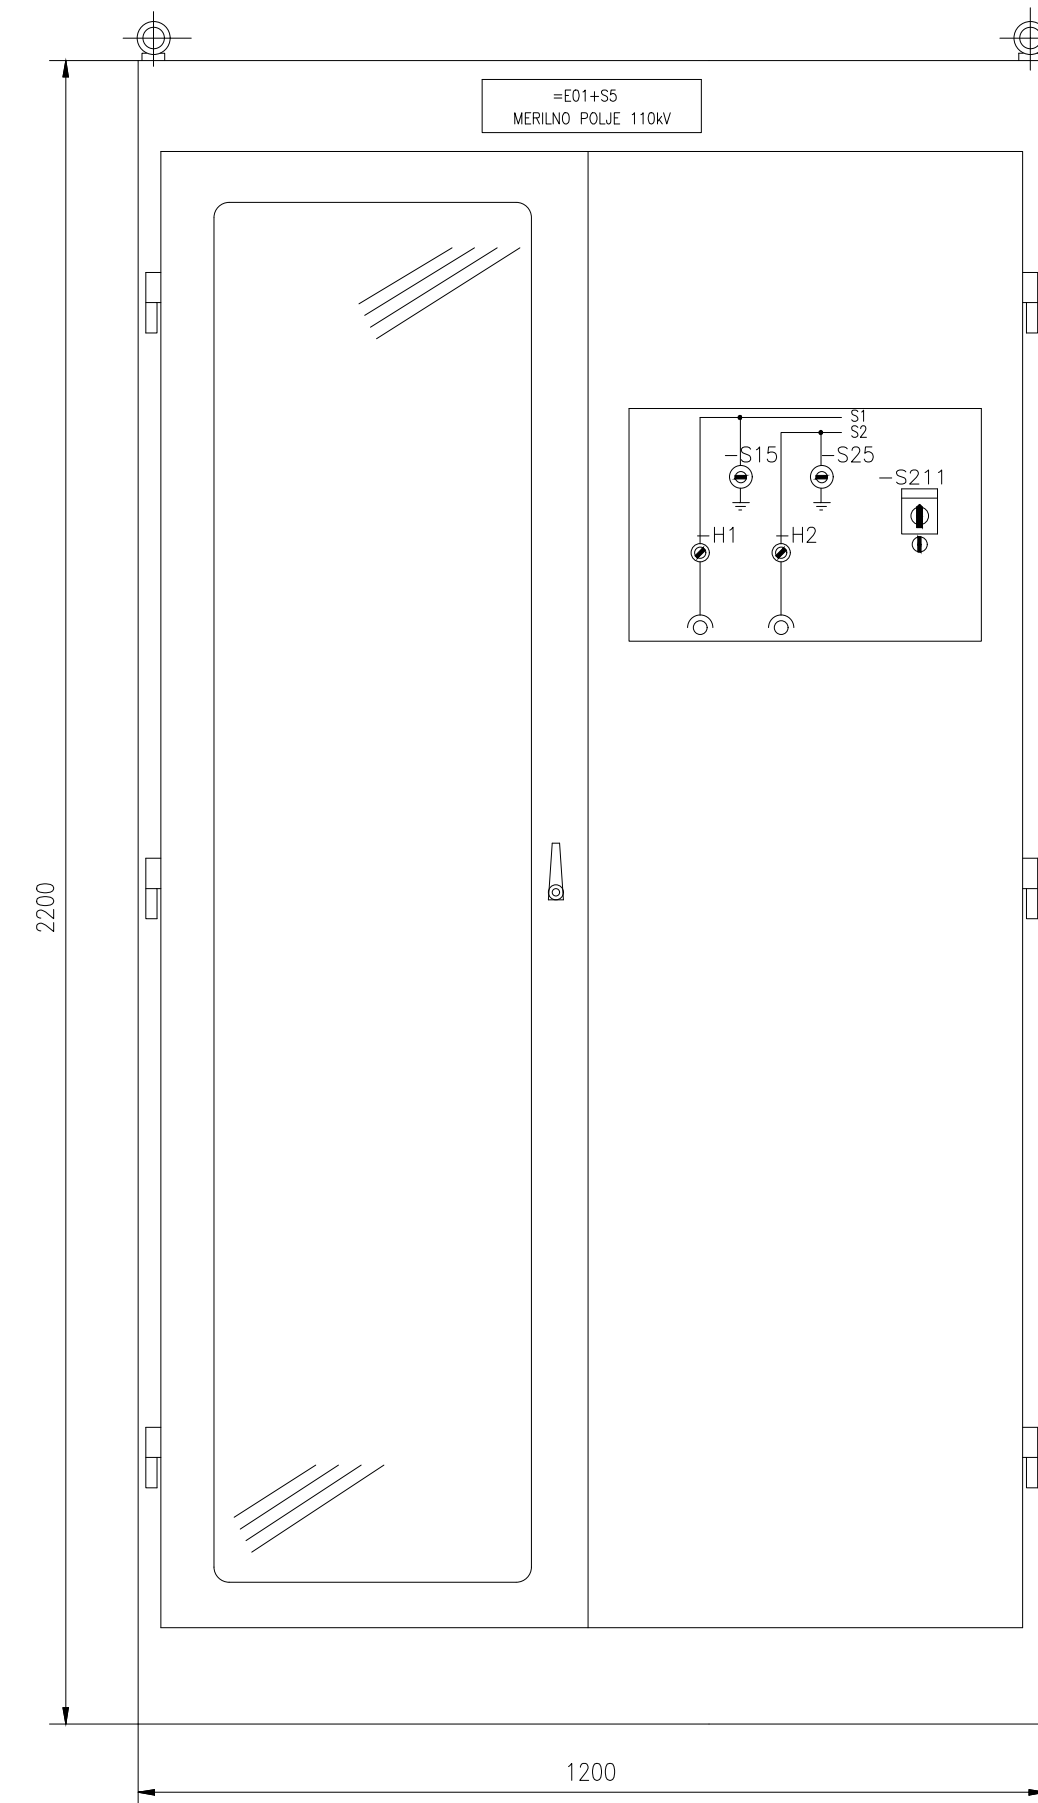 =E01+S5
MERILNO POLJE 110kV
S1
S2
-S15
-S25
-S211
-H1
-H2
2200
1200